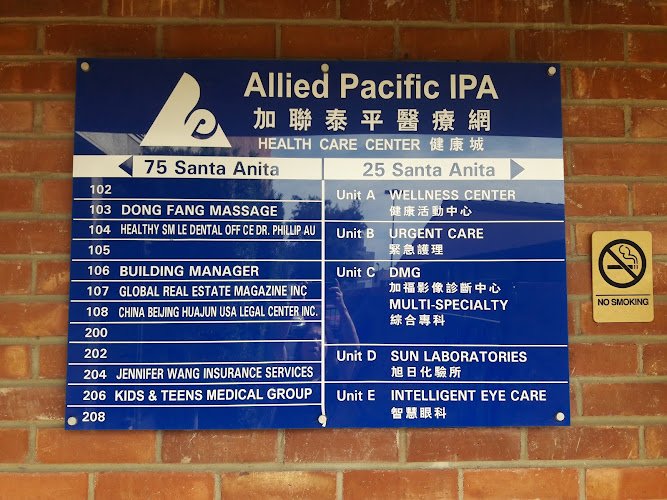 Allied Pacific IPA
加聯泰平醫療網
HEALTH CARE CENTER 健康城
75 Santa Anita
102
103 DONG FANG MASSAGE
104 HEALTHY SM LE DENTAL OFF CE DR. PHILLIP AU
105
106 BUILDING MANAGER
107 GLOBAL REAL ESTATE MAGAZINE INC
108 CHINA BEIJING HUAJUN USA LEGAL CENTER INC.
200
202
204 JENNIFER WANG INSURANCE SERVICES
206 KIDS & TEENS MEDICAL GROUP
208
25 Santa Anita
Unit A WELLNESS CENTER
健康活動中心
Unit B URGENT CARE
緊急護理
Unit C DMG
加福影像診斷中心
MULTI-SPECIALTY
綜合專科
Unit D SUN LABORATORIES
旭日化驗所
Unit E INTELLIGENT EYE CARE
智慧眼科
NO SMOKING